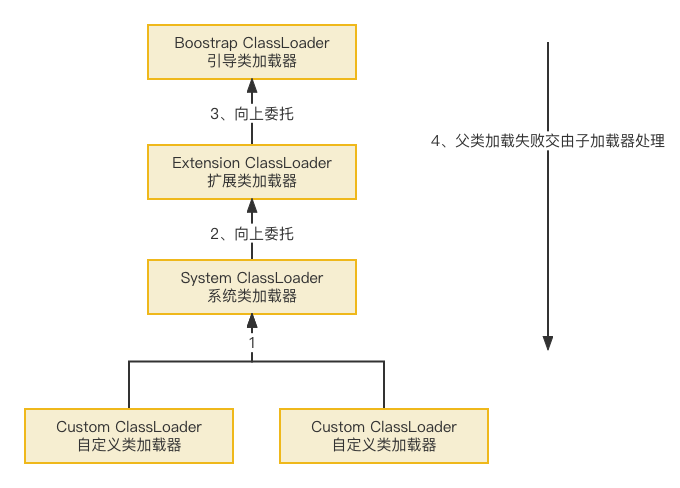 Boostrap ClassLoader
引导类加载器
3、向上委托
4、父类加载失败交由子加载器处理
Extension ClassLoader
扩展类加载器
2、向上委托
System ClassLoader
系统类加载器
1
Custom ClassLoader
自定义类加载器
Custom ClassLoader
自定义类加载器